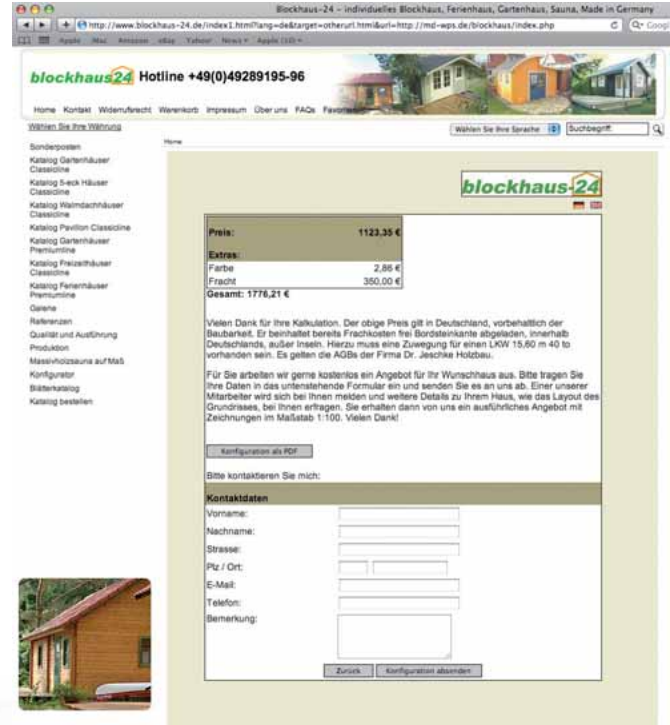 Blockhaus-24 – individuelles Blockhaus, Ferienhaus, Gartenhaus, Sauna, Made in Germany
http://www.blockhaus-24.de/index1.html?lang=de&target=otherurl.html&url=http://md-wps.de/blockhaus/index.php
Apple Mac Amazon eBay Yahoo! News Apple
blockhaus24 Hotline +49(0)49289195-96
Home Kontakt Widerrufsrecht Warenkorb Impressum Über uns FAQs
Wählen Sie Ihre Währung
Wählen Sie Ihre Sprache
Suchbegriff:
Home
Sonderposten
Katalog Gartenhäuser
Classicline
Katalog 5-eck Häuser
Classicline
Katalog Walmdachhäuser
Classicline
Katalog Pavillon Classicline
Katalog Gartenhäuser
Premiumline
Katalog Freizeithäuser
Classicline
Katalog Ferienhäuser
Premiumline
Galerie
Referenzen
Qualität und Ausführung
Produktion
Massivholzsauna auf Maß
Konfigurator
Blätterkatalog
Katalog bestellen
blockhaus-24
Preis: 1123,35 €
Extras:
Farbe 2,86 €
Fracht 350,00 €
Gesamt: 1776,21 €
Vielen Dank für Ihre Kalkulation. Der obige Preis gilt in Deutschland, vorbehaltlich der
Baubarkeit. Er beinhaltet bereits Frachkosten frei Bordsteinkante abgeladen, innerhalb
Deutschlands, außer Inseln. Hierzu muss eine Zuwegung für einen LKW 15,60 m 40 to
vorhanden sein. Es gelten die AGBs der Firma Dr. Jeschke Holzbau.
Für Sie arbeiten wir gerne kostenlos ein Angebot für Ihr Wunschhaus aus. Bitte tragen Sie
Ihre Daten in das untenstehende Formular ein und senden Sie es an uns ab. Einer unserer
Mitarbeiter wird sich bei Ihnen melden und weitere Details zu Ihrem Haus, wie das Layout des
Grundrisses, bei Ihnen erfragen. Sie erhalten dann von uns ein ausführliches Angebot mit
Zeichnungen im Maßstab 1:100. Vielen Dank!
Konfiguration als PDF
Bitte kontaktieren Sie mich:
Kontaktdaten
Vorname:
Nachname:
Strasse:
Plz / Ort:
E-Mail:
Telefon:
Bemerkung:
Zurück Konfiguration absenden